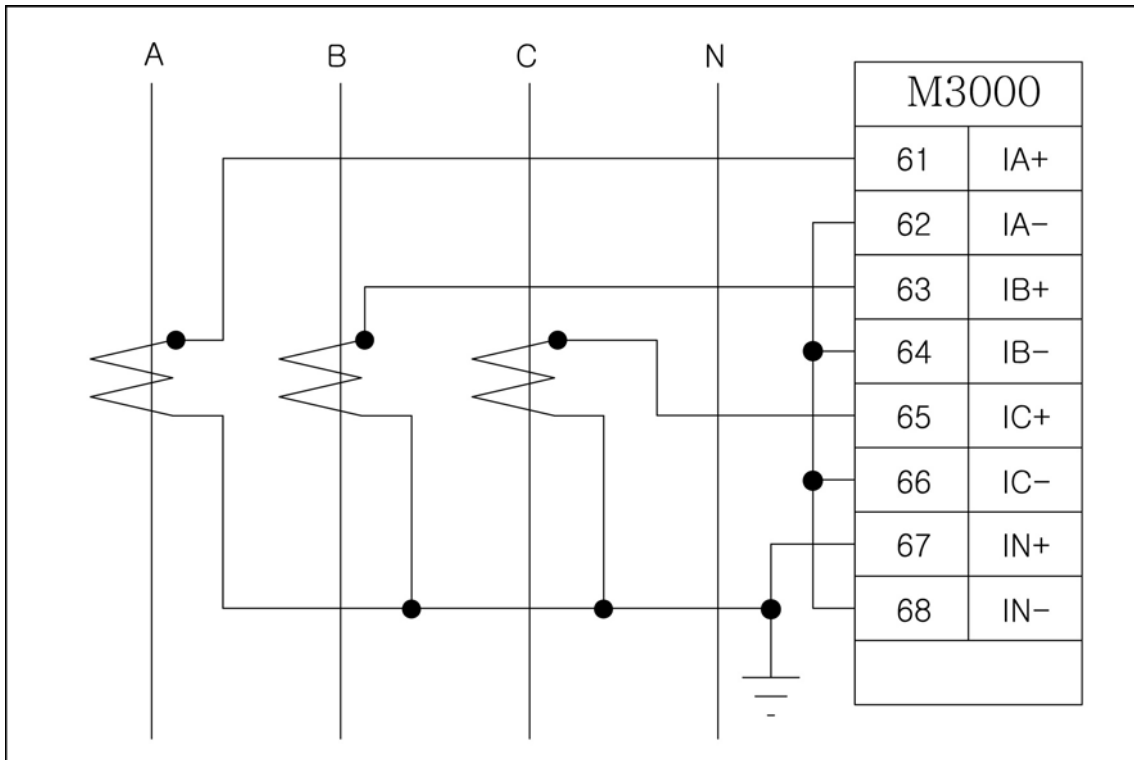 A B C N
M3000
61 IA+
62 IA-
63 IB+
64 IB-
65 IC+
66 IC-
67 IN+
68 IN-